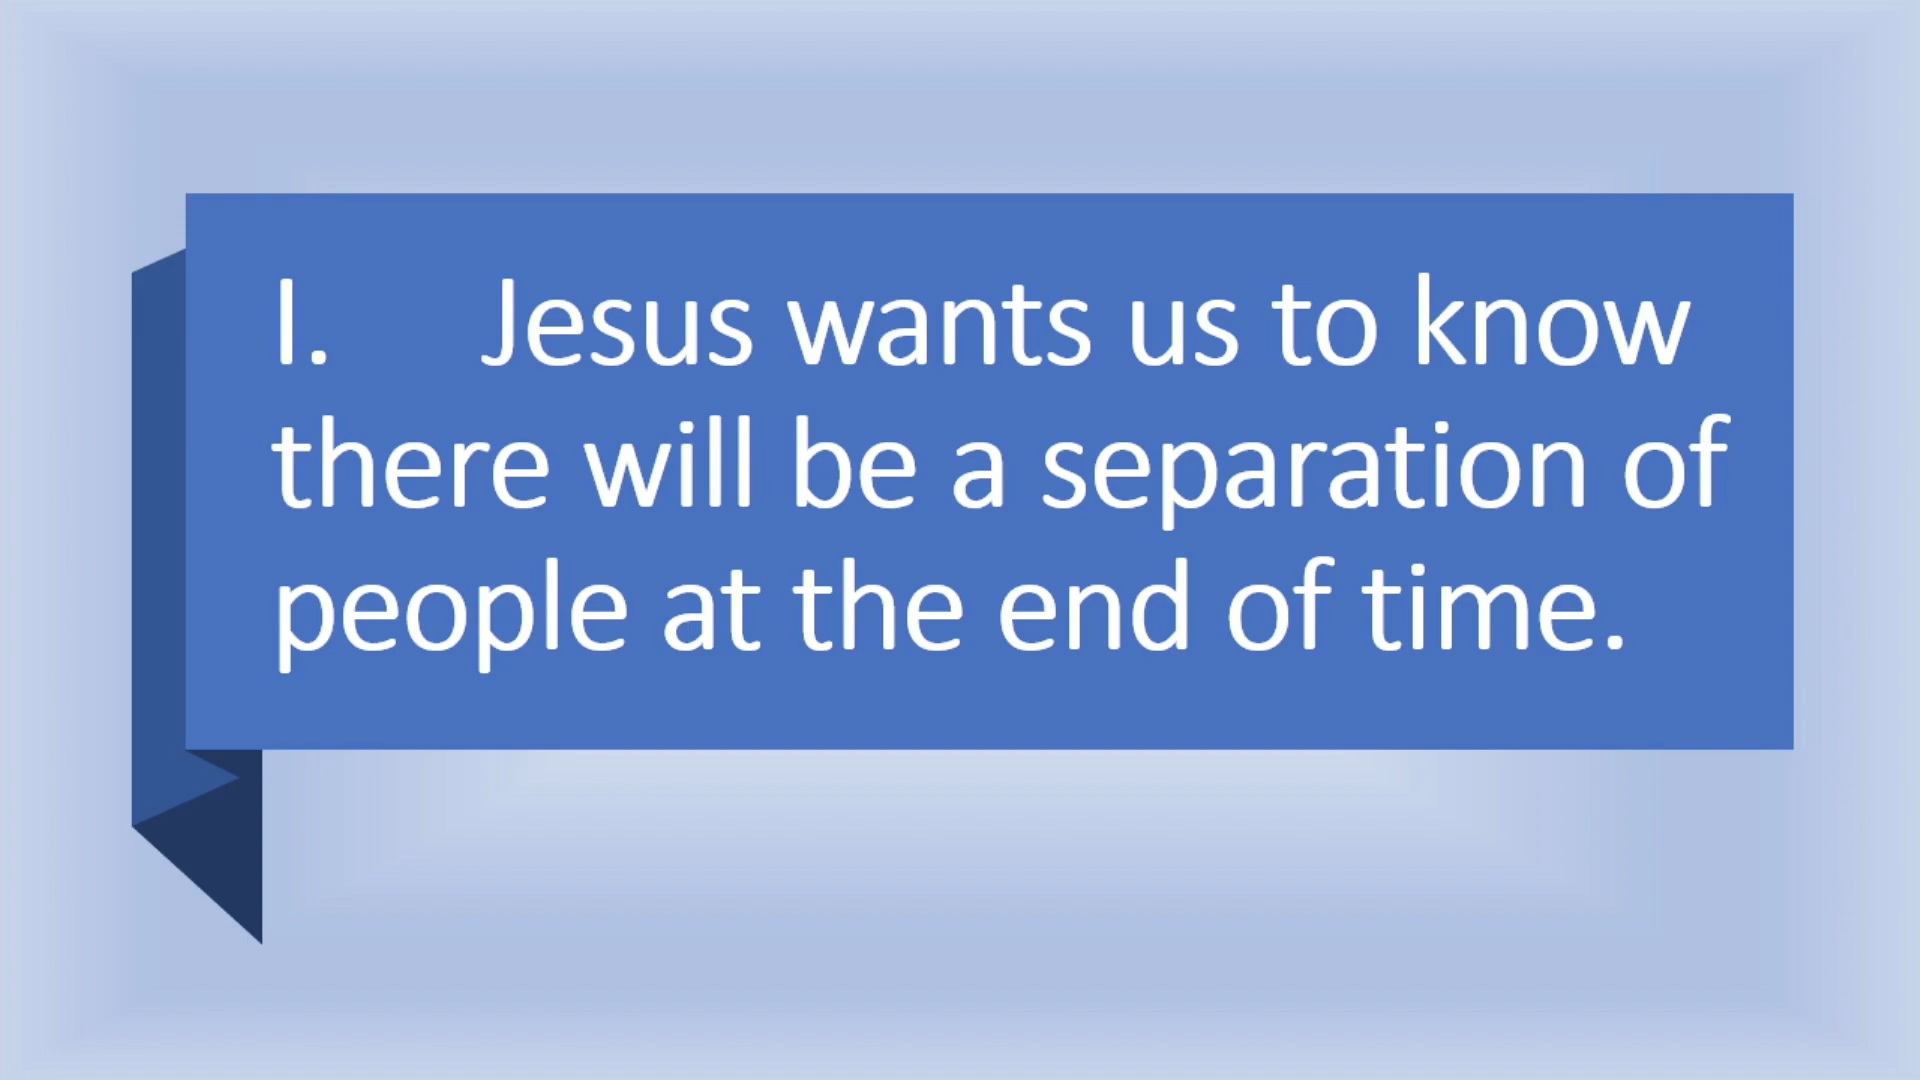 I. Jesus wants us to know
there will be a separation of
people at the end of time.